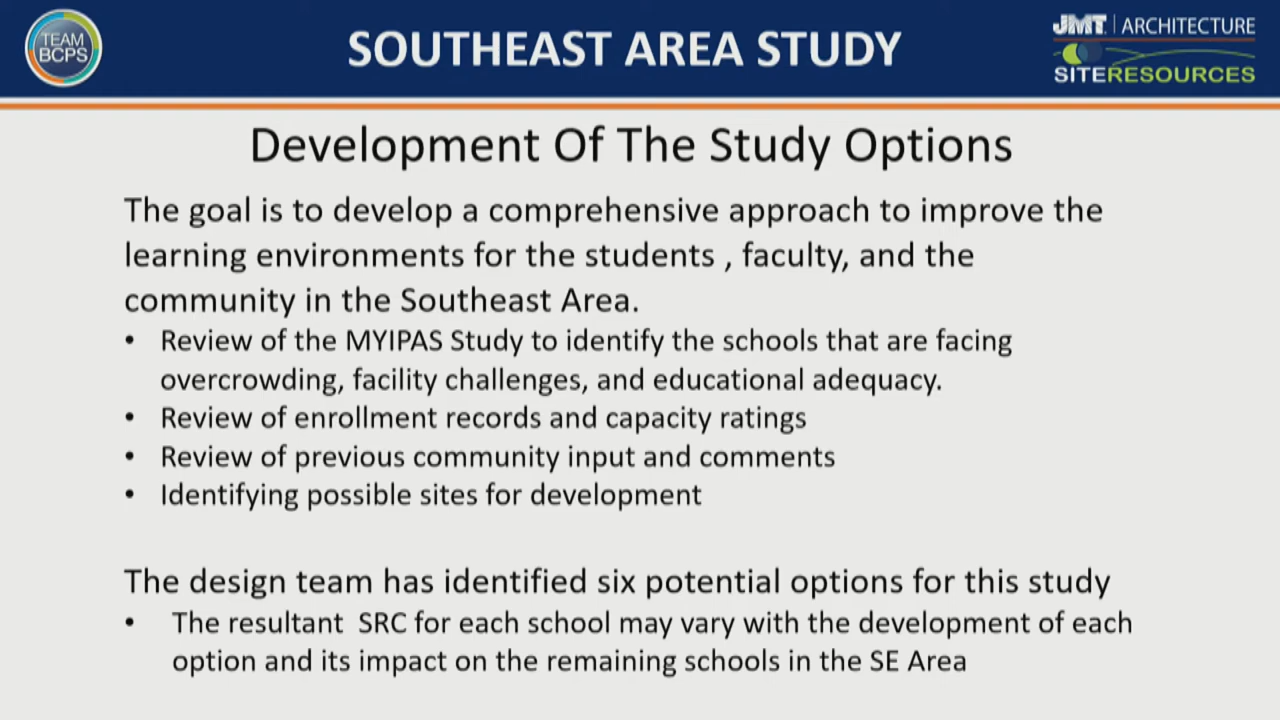 TEAM
BCPS
SOUTHEAST AREA STUDY
JMT. | ARCHITECTURE
SITERESOURCES
Development Of The Study Options
The goal is to develop a comprehensive approach to improve the
learning environments for the students , faculty, and the
community in the Southeast Area.
• Review of the MYIPAS Study to identify the schools that are facing
overcrowding, facility challenges, and educational adequacy.
• Review of enrollment records and capacity ratings
• Review of previous community input and comments
• Identifying possible sites for development
The design team has identified six potential options for this study
• The resultant SRC for each school may vary with the development of each
option and its impact on the remaining schools in the SE Area